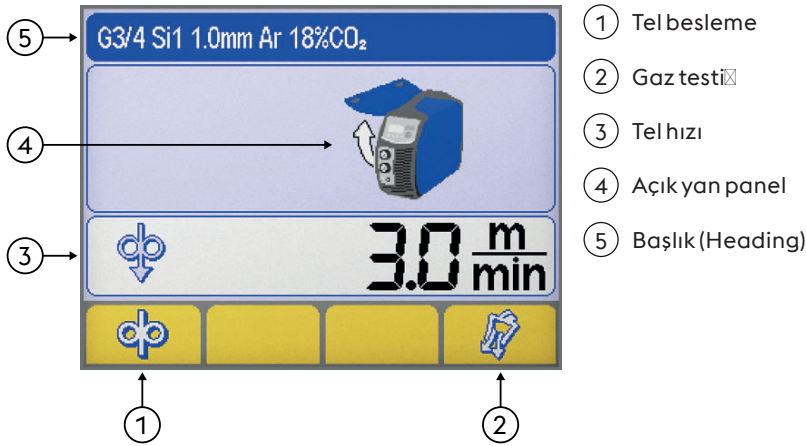 G3/4 Si1 1.0mm Ar 18%CO₂
3.0 m/min
1 Tel besleme
2 Gaz testi
3 Tel hızı
4 Açık yan panel
5 Başlık (Heading)
5
4
3
1
2